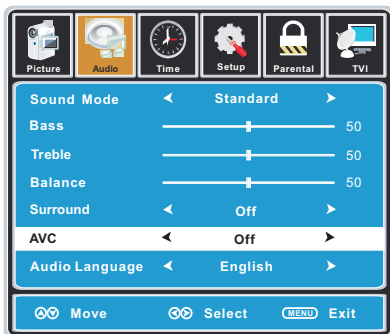 Picture Audio Time Setup Parental TVI
Sound Mode Standard
Bass 50
Treble 50
Balance 50
Surround Off
AVC Off
Audio Language English
Move Select MENU Exit